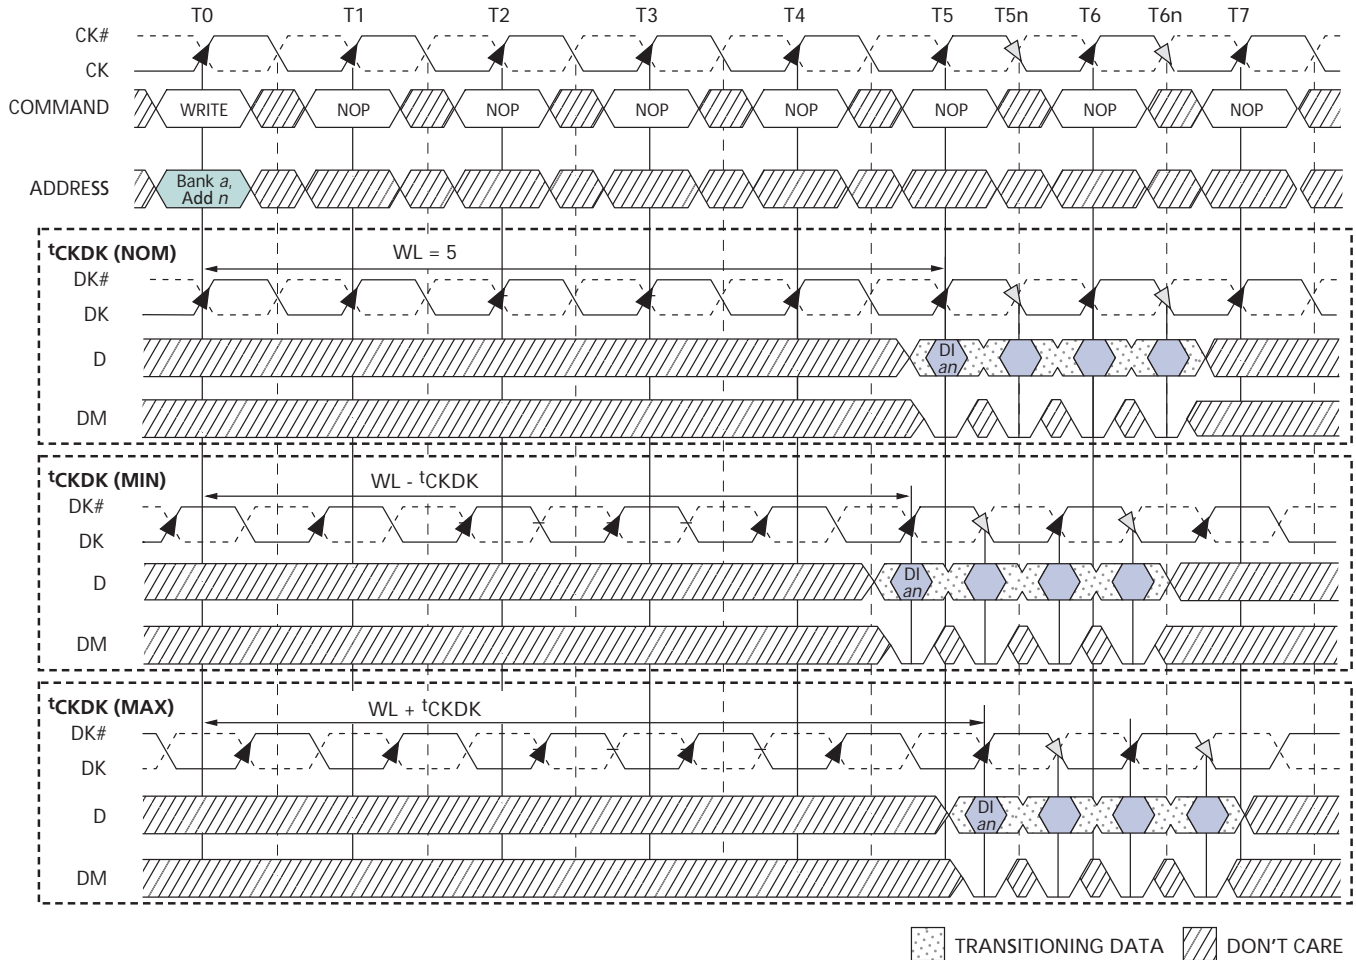 T0 T1 T2 T3 T4 T5 T5n T6 T6n T7
CK#
CK
COMMAND WRITE NOP NOP NOP NOP NOP NOP NOP
ADDRESS Bank a,
Add n
tCKDK (NOM)
WL = 5
DK#
DK
D DI
an
DM
tCKDK (MIN)
WL - tCKDK
DK#
DK
D DI
an
DM
tCKDK (MAX)
WL + tCKDK
DK#
DK
D DI
an
DM
TRANSITIONING DATA DON'T CARE